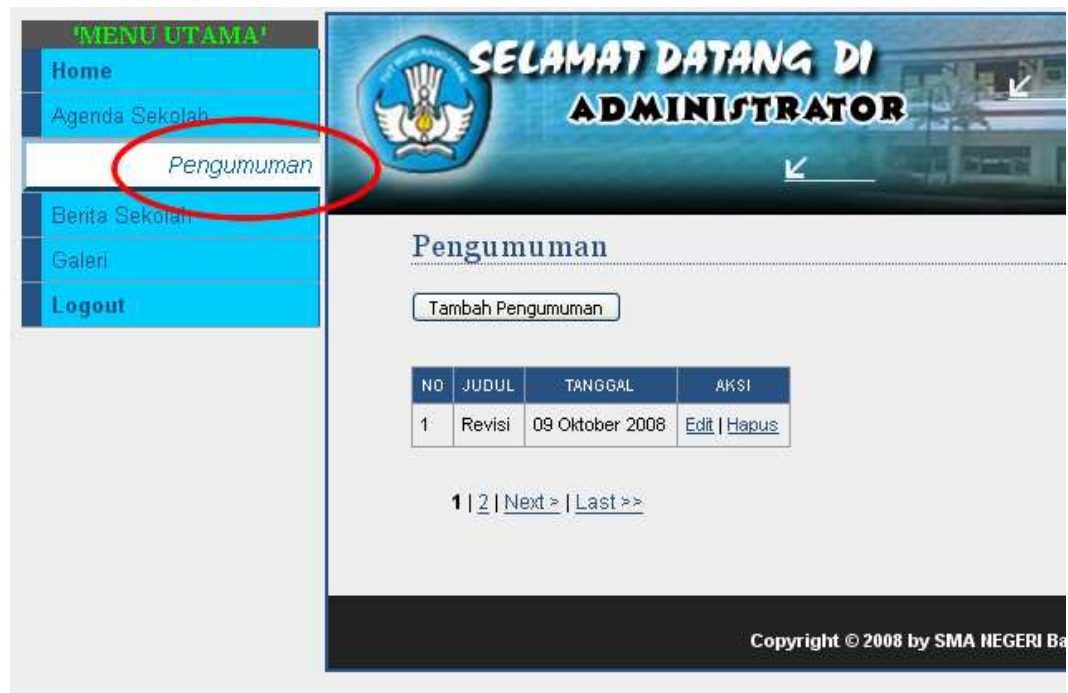 'MENU UTAMA'
Home
Agenda Sekolah
Pengumuman
Berita Sekolah
Galeri
Logout
SELAMAT DATANG DI
ADMINISTRATOR
Pengumuman
Tambah Pengumuman
NO JUDUL TANGGAL AKSI
1 Revisi 09 Oktober 2008 Edit | Hapus
1 | 2 | Next > | Last >>
Copyright © 2008 by SMA NEGERI Ba